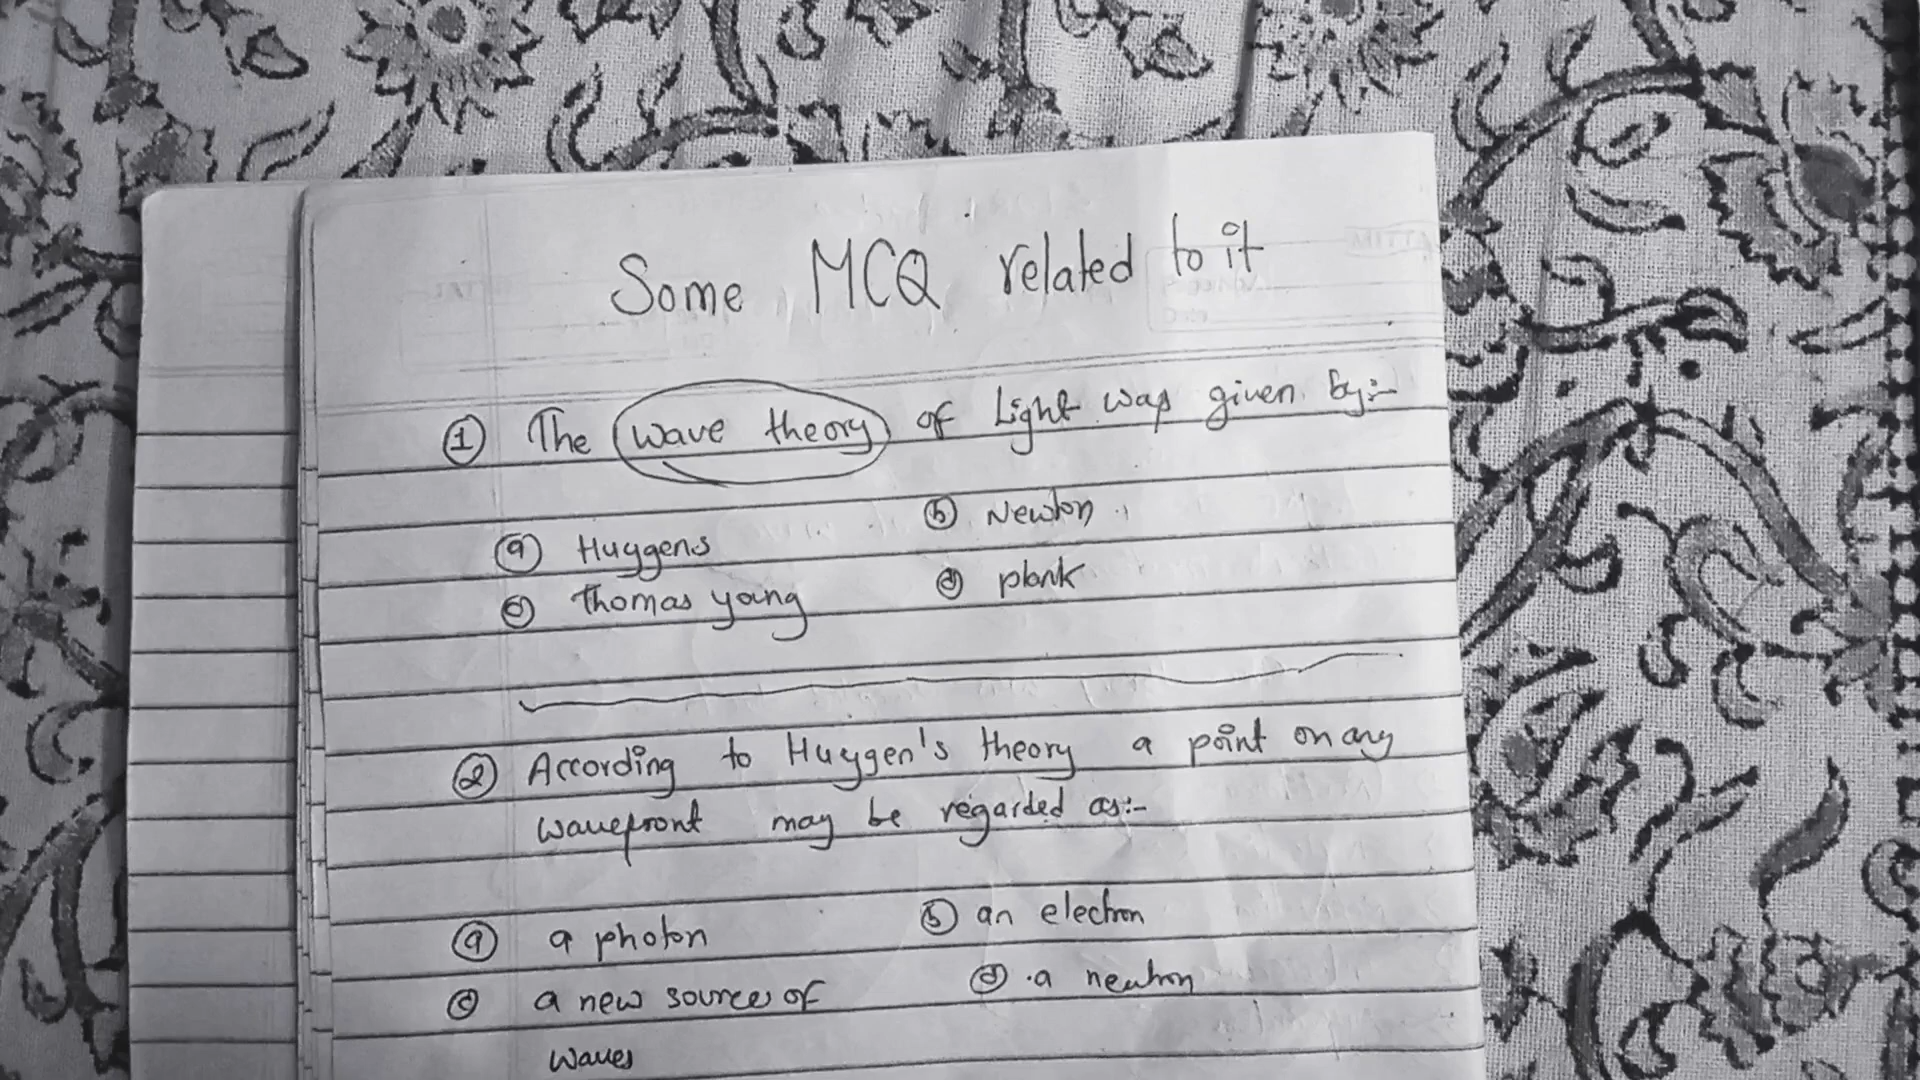 Some MCQ related to it
① The wave theory of Light was given by:-
ⓐ Huygens ⓑ Newton
ⓒ Thomas young ⓓ plank
② According to Huygen's theory a point on any
wavefront may be regarded as:-
ⓐ a photon ⓑ an electron
ⓒ a new source of ⓓ a neutron
waves